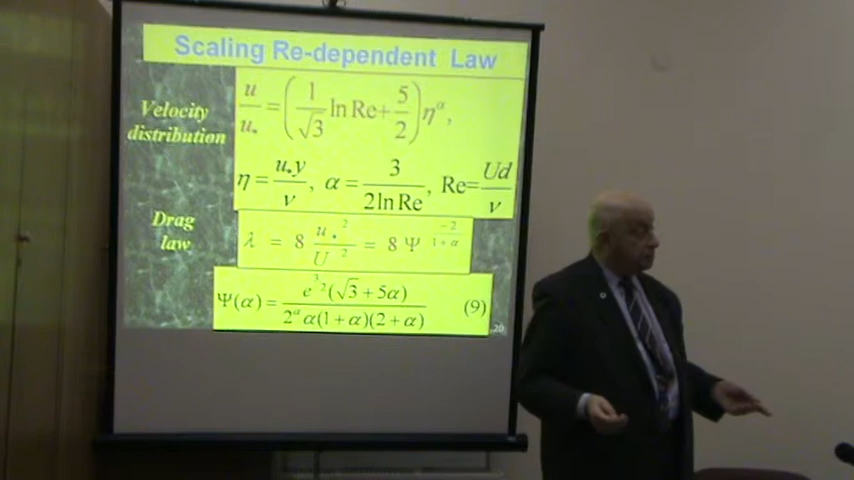 Scaling Re-dependent Law
Velocity distribution
u/u* = (1/√3 ln Re + 5/2) η^α,
η = u*y/ν, α = 3/(2 ln Re), Re = Ud/ν
Drag law
λ = 8 u*²/U² = 8 Ψ^(-2/(1+α))
Ψ(α) = e^(3/2)(√3 + 5α)/(2^α α(1 + α)(2 + α)) (9)
20